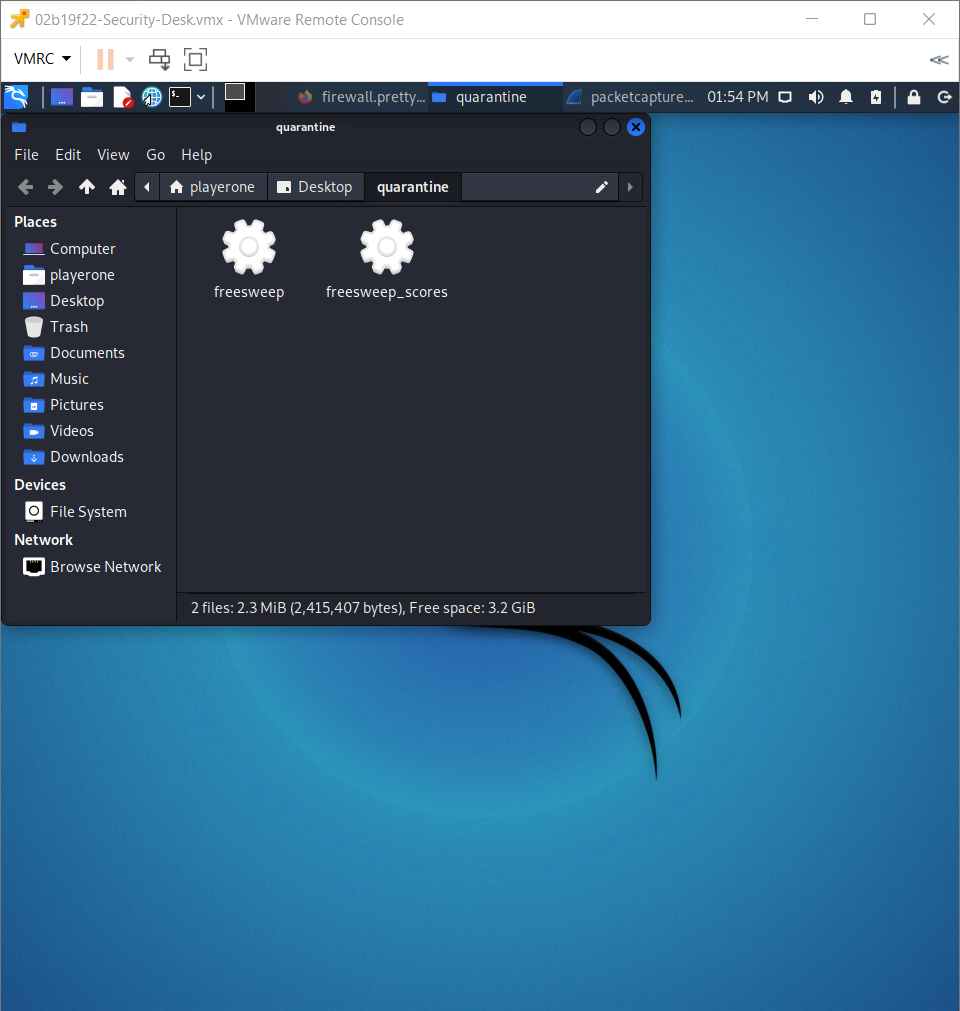 02b19f22-Security-Desk.vmx - VMware Remote Console
VMRC
firewall.pretty... quarantine packetcapture... 01:54 PM
quarantine
File Edit View Go Help
playerone Desktop quarantine
Places
Computer
playerone
Desktop
Trash
Documents
Music
Pictures
Videos
Downloads
Devices
File System
Network
Browse Network
freesweep freesweep_scores
2 files: 2.3 MiB (2,415,407 bytes), Free space: 3.2 GiB